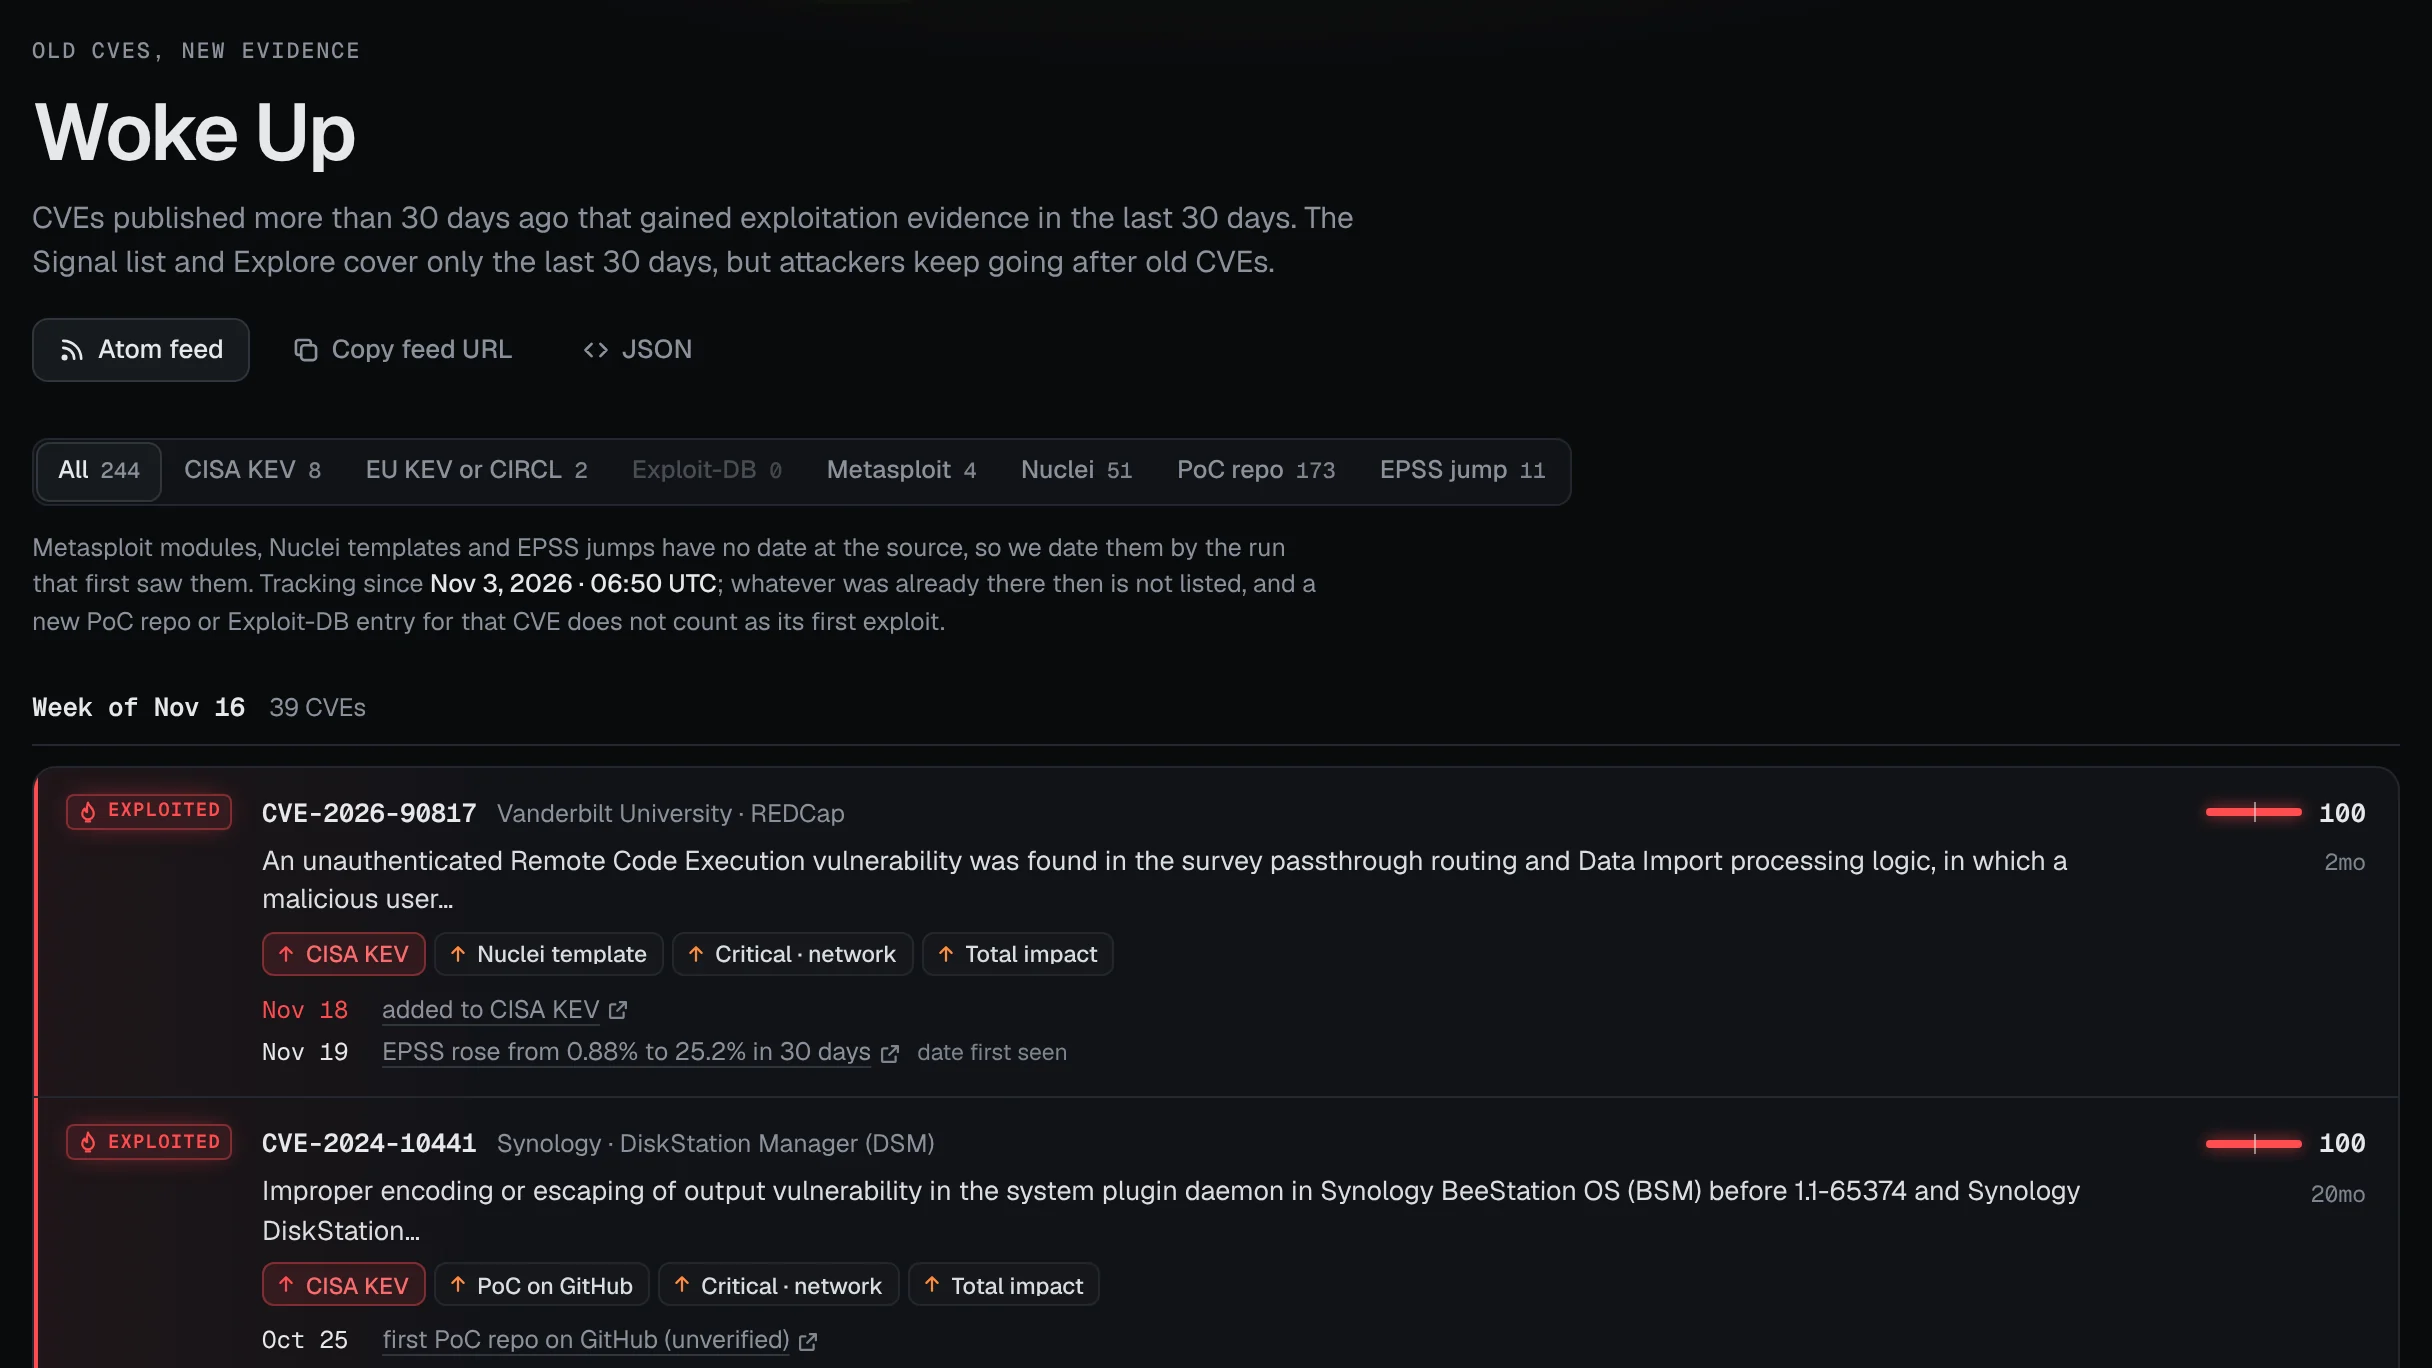 OLD CVES, NEW EVIDENCE
Woke Up
CVEs published more than 30 days ago that gained exploitation evidence in the last 30 days. The
Signal list and Explore cover only the last 30 days, but attackers keep going after old CVEs.
Atom feed Copy feed URL JSON
All 244 CISA KEV 8 EU KEV or CIRCL 2 Exploit-DB 0 Metasploit 4 Nuclei 51 PoC repo 173 EPSS jump 11
Metasploit modules, Nuclei templates and EPSS jumps have no date at the source, so we date them by the run
that first saw them. Tracking since Nov 3, 2026 · 06:50 UTC; whatever was already there then is not listed, and a
new PoC repo or Exploit-DB entry for that CVE does not count as its first exploit.
Week of Nov 16 39 CVEs
EXPLOITED CVE-2026-90817 Vanderbilt University · REDCap 100
An unauthenticated Remote Code Execution vulnerability was found in the survey passthrough routing and Data Import processing logic, in which a 2mo
malicious user…
↑ CISA KEV ↑ Nuclei template ↑ Critical · network ↑ Total impact
Nov 18 added to CISA KEV
Nov 19 EPSS rose from 0.88% to 25.2% in 30 days date first seen
EXPLOITED CVE-2024-10441 Synology · DiskStation Manager (DSM) 100
Improper encoding or escaping of output vulnerability in the system plugin daemon in Synology BeeStation OS (BSM) before 1.1-65374 and Synology 20mo
DiskStation…
↑ CISA KEV ↑ PoC on GitHub ↑ Critical · network ↑ Total impact
Oct 25 first PoC repo on GitHub (unverified)